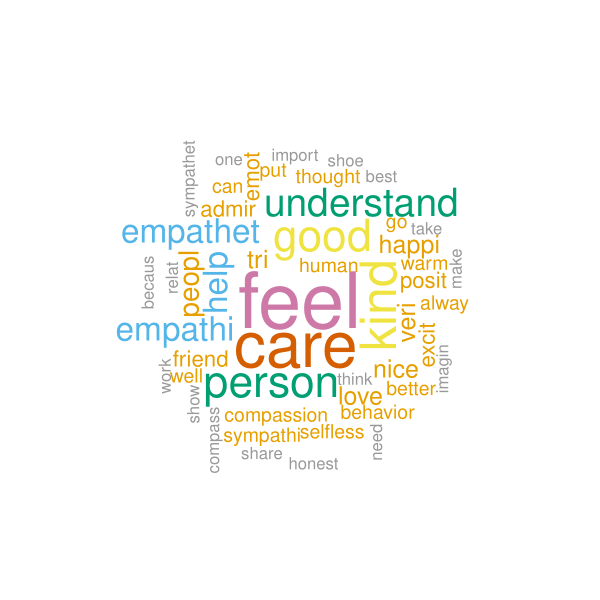 one
import
shoe
sympathet
emot
put
thought
best
can
admir
understand
go
take
empathet
good
happi
tri
human
warm
make
becaus
relat
peopl
help
kind
posit
feel
veri
alway
empathi
care
excit
imagin
friend
work
well
person
think
nice
love
better
show
compassion
behavior
compass
sympathi
selfless
need
share
honest